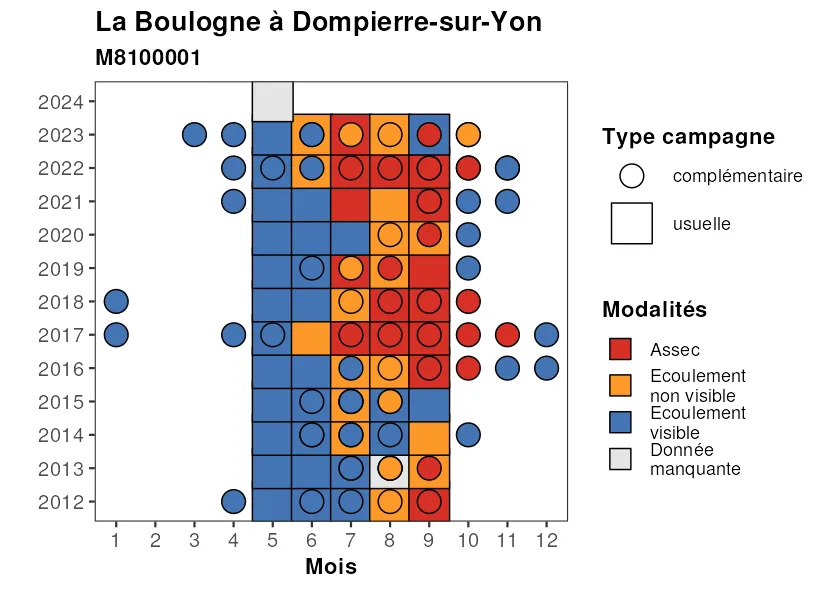 La Boulogne à Dompierre-sur-Yon
M8100001
2024
2023
2022
2021
2020
2019
2018
2017
2016
2015
2014
2013
2012
1 2 3 4 5 6 7 8 9 10 11 12
Mois
Type campagne
complémentaire
usuelle
Modalités
Assec
Ecoulement
non visible
Ecoulement
visible
Donnée
manquante